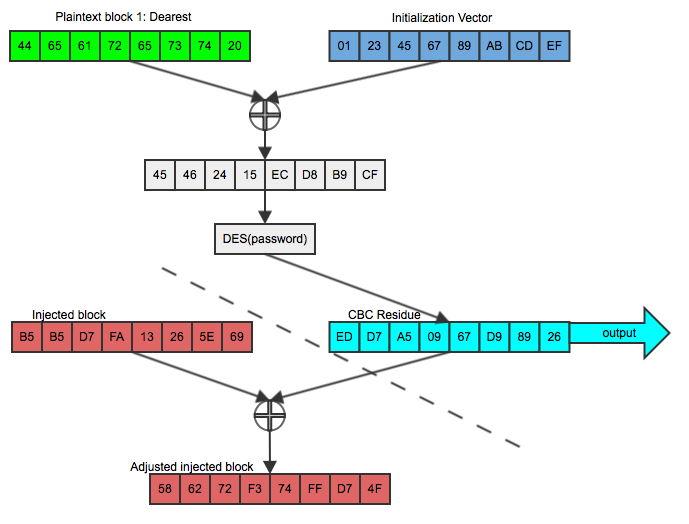 Plaintext block 1: Dearest
Initialization Vector
44 65 61 72 65 73 74 20
01 23 45 67 89 AB CD EF
45 46 24 15 EC D8 B9 CF
DES(password)
Injected block
CBC Residue
B5 B5 D7 FA 13 26 5E 69
ED D7 A5 09 67 D9 89 26
output
Adjusted injected block
58 62 72 F3 74 FF D7 4F